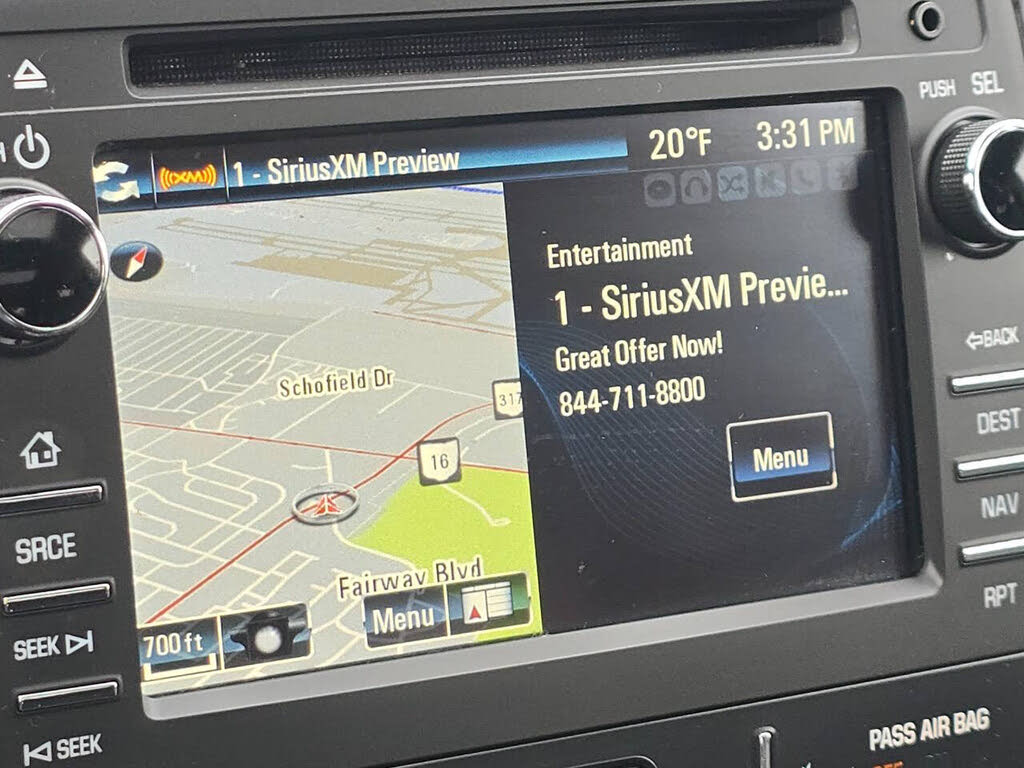 PUSH SEL
((XM)) 1 - SiriusXM Preview 20°F 3:31 PM
Entertainment
1 - SiriusXM Previe...
Great Offer Now!
844-711-8800
Menu
Schofield Dr
317
16
Fairway Blvd
700 ft
Menu
SRCE
SEEK
SEEK
BACK
DEST
NAV
RPT
PASS AIR BAG